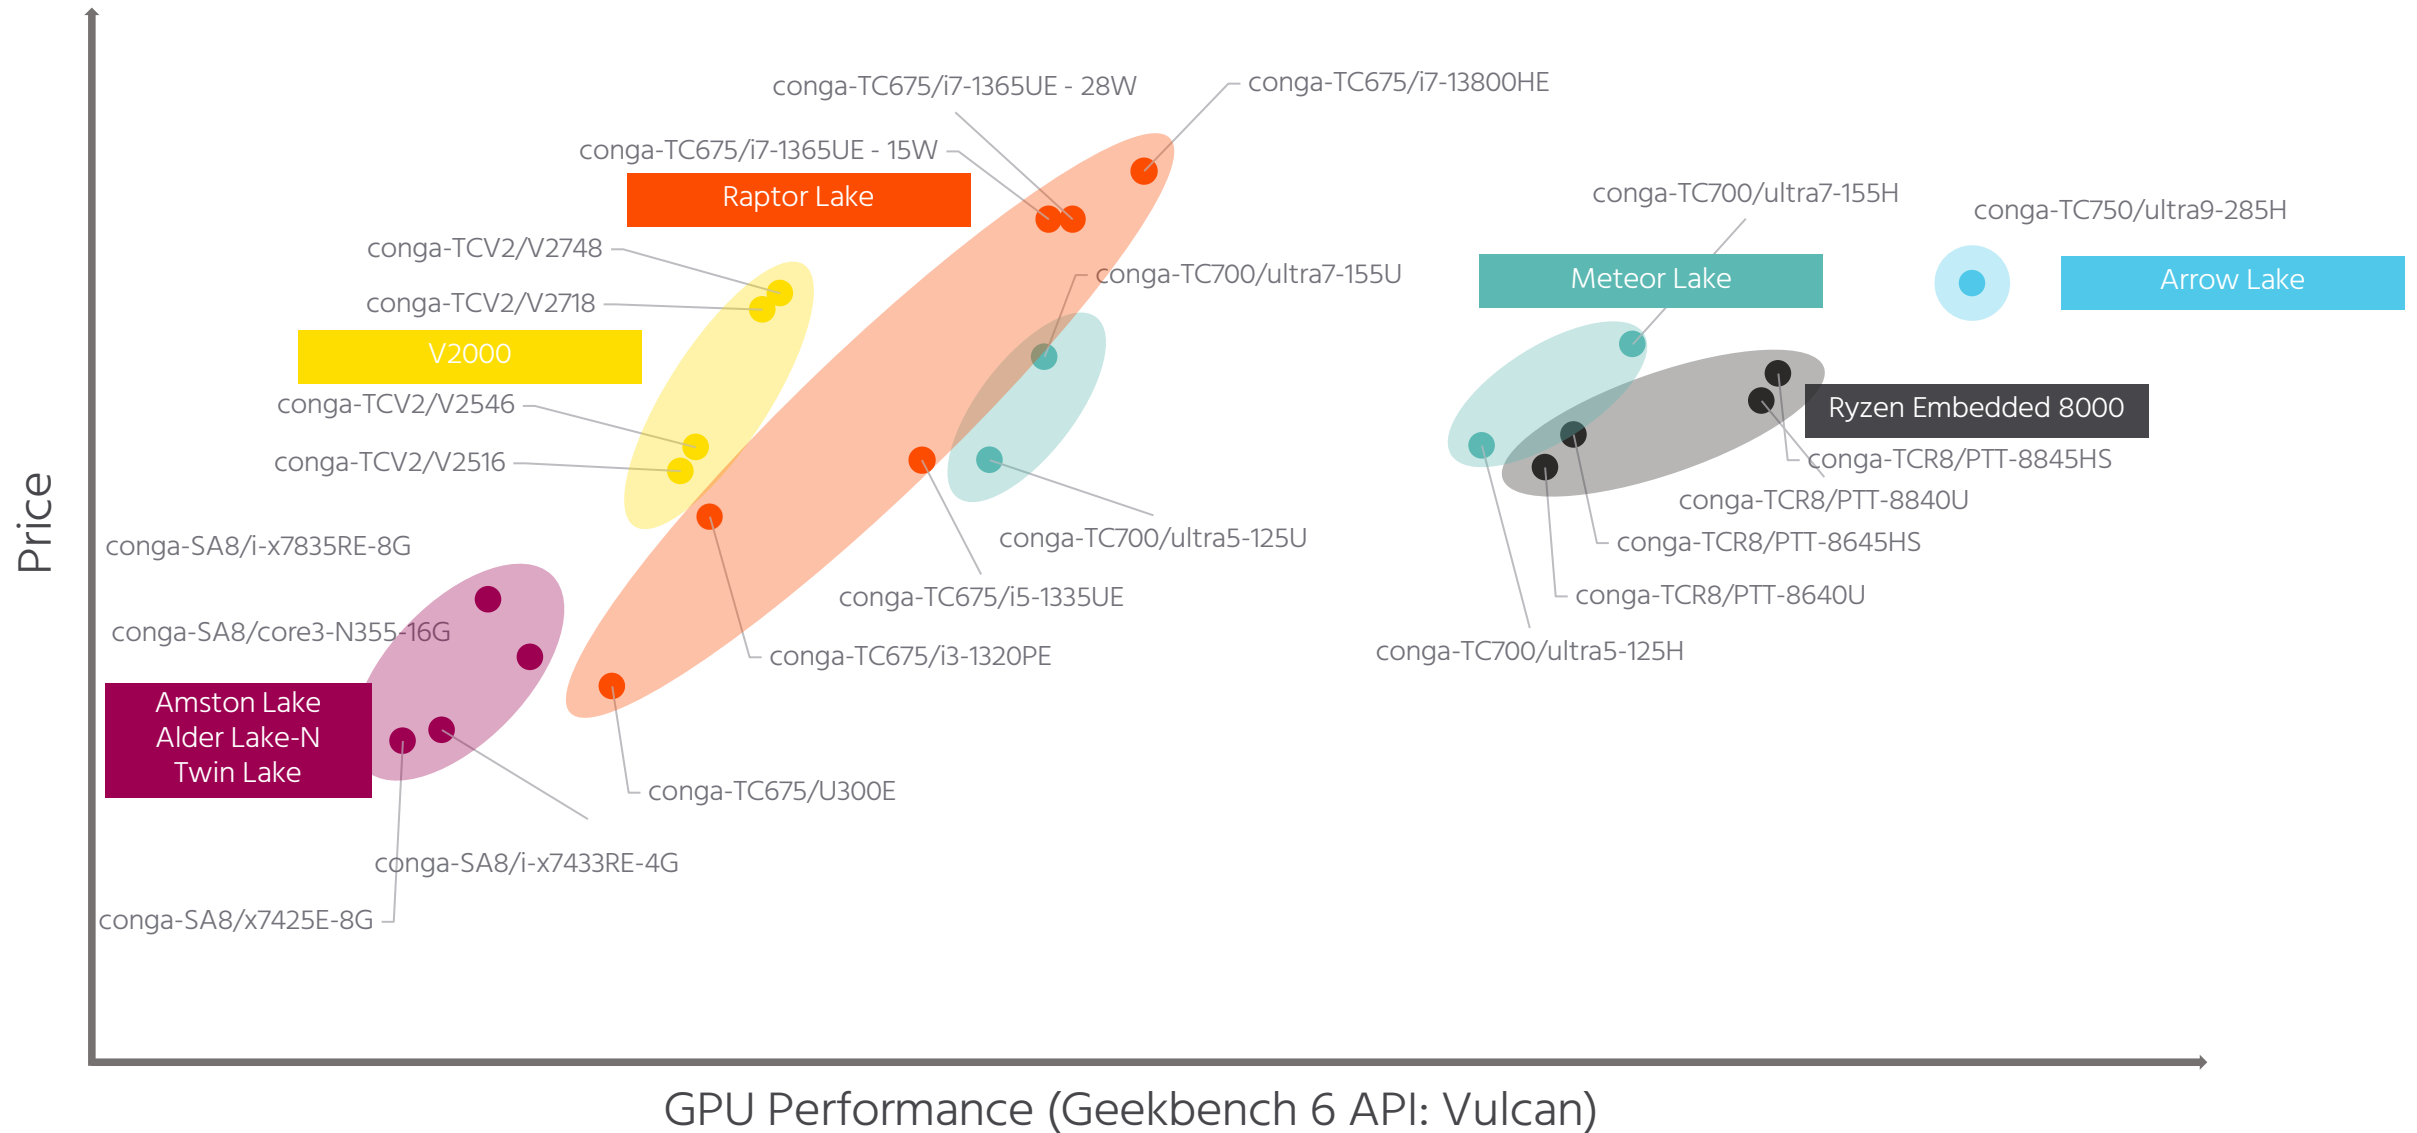 conga-TC675/i7-1365UE - 28W
conga-TC675/i7-13800HE
conga-TC675/i7-1365UE - 15W
Raptor Lake
conga-TC700/ultra7-155H
conga-TC750/ultra9-285H
conga-TCV2/V2748
conga-TC700/ultra7-155U
Meteor Lake
Arrow Lake
conga-TCV2/V2718
V2000
conga-TCV2/V2546
Ryzen Embedded 8000
conga-TCV2/V2516
conga-TCR8/PTT-8845HS
conga-TCR8/PTT-8840U
Price
conga-SA8/i-x7835RE-8G
conga-TC700/ultra5-125U
conga-TCR8/PTT-8645HS
conga-TC675/i5-1335UE
conga-TCR8/PTT-8640U
conga-SA8/core3-N355-16G
conga-TC675/i3-1320PE
conga-TC700/ultra5-125H
Amston Lake
Alder Lake-N
Twin Lake
conga-TC675/U300E
conga-SA8/i-x7433RE-4G
conga-SA8/x7425E-8G
GPU Performance (Geekbench 6 API: Vulcan)